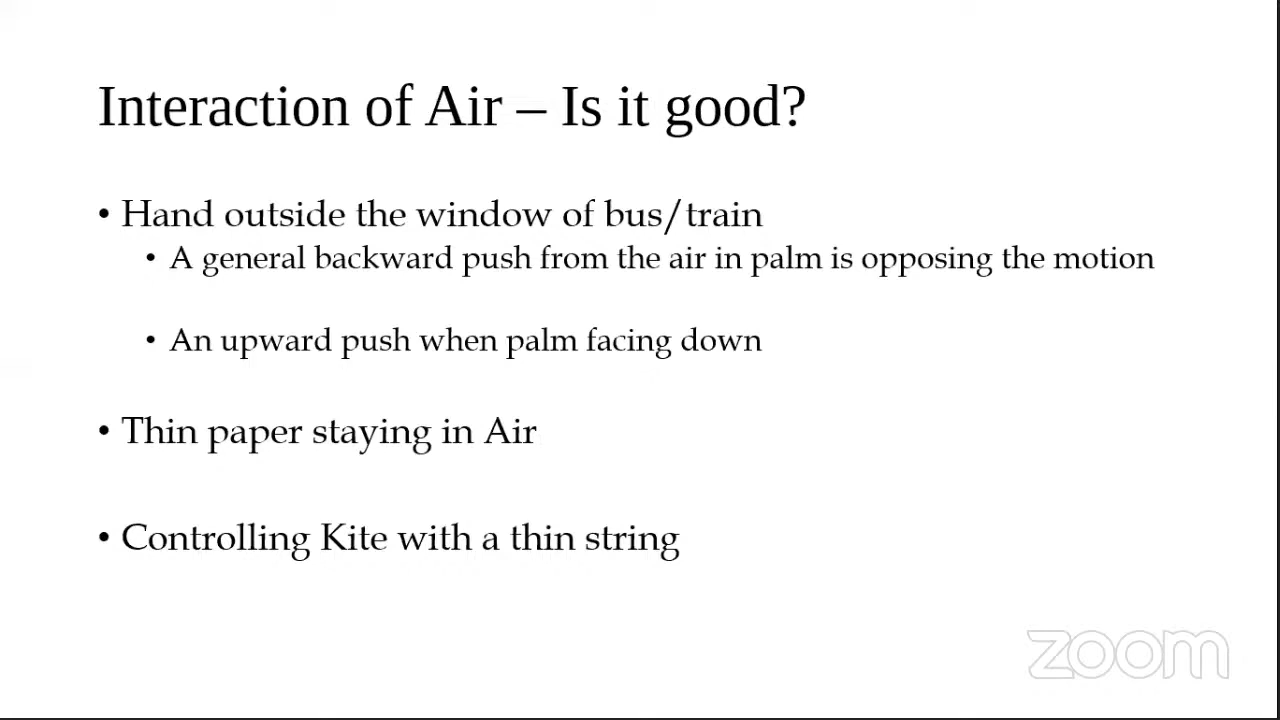 Interaction of Air – Is it good?
• Hand outside the window of bus/train
• A general backward push from the air in palm is opposing the motion
• An upward push when palm facing down
• Thin paper staying in Air
• Controlling Kite with a thin string
zoom